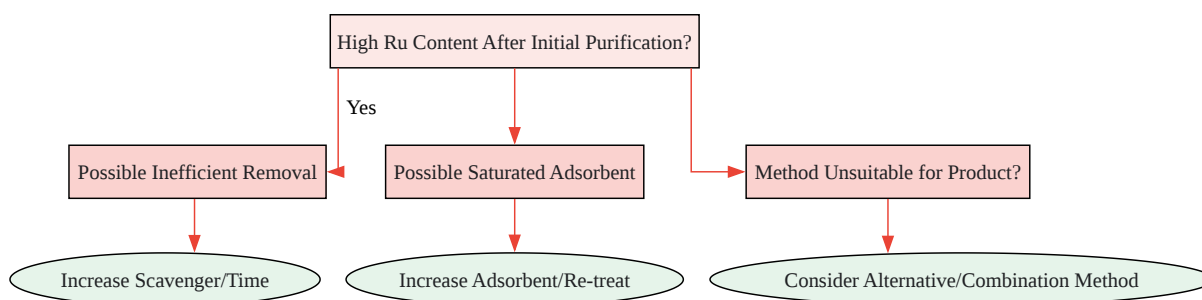 High Ru Content After Initial Purification?
Yes
Possible Inefficient Removal
Possible Saturated Adsorbent
Method Unsuitable for Product?
Increase Scavenger/Time
Increase Adsorbent/Re-treat
Consider Alternative/Combination Method